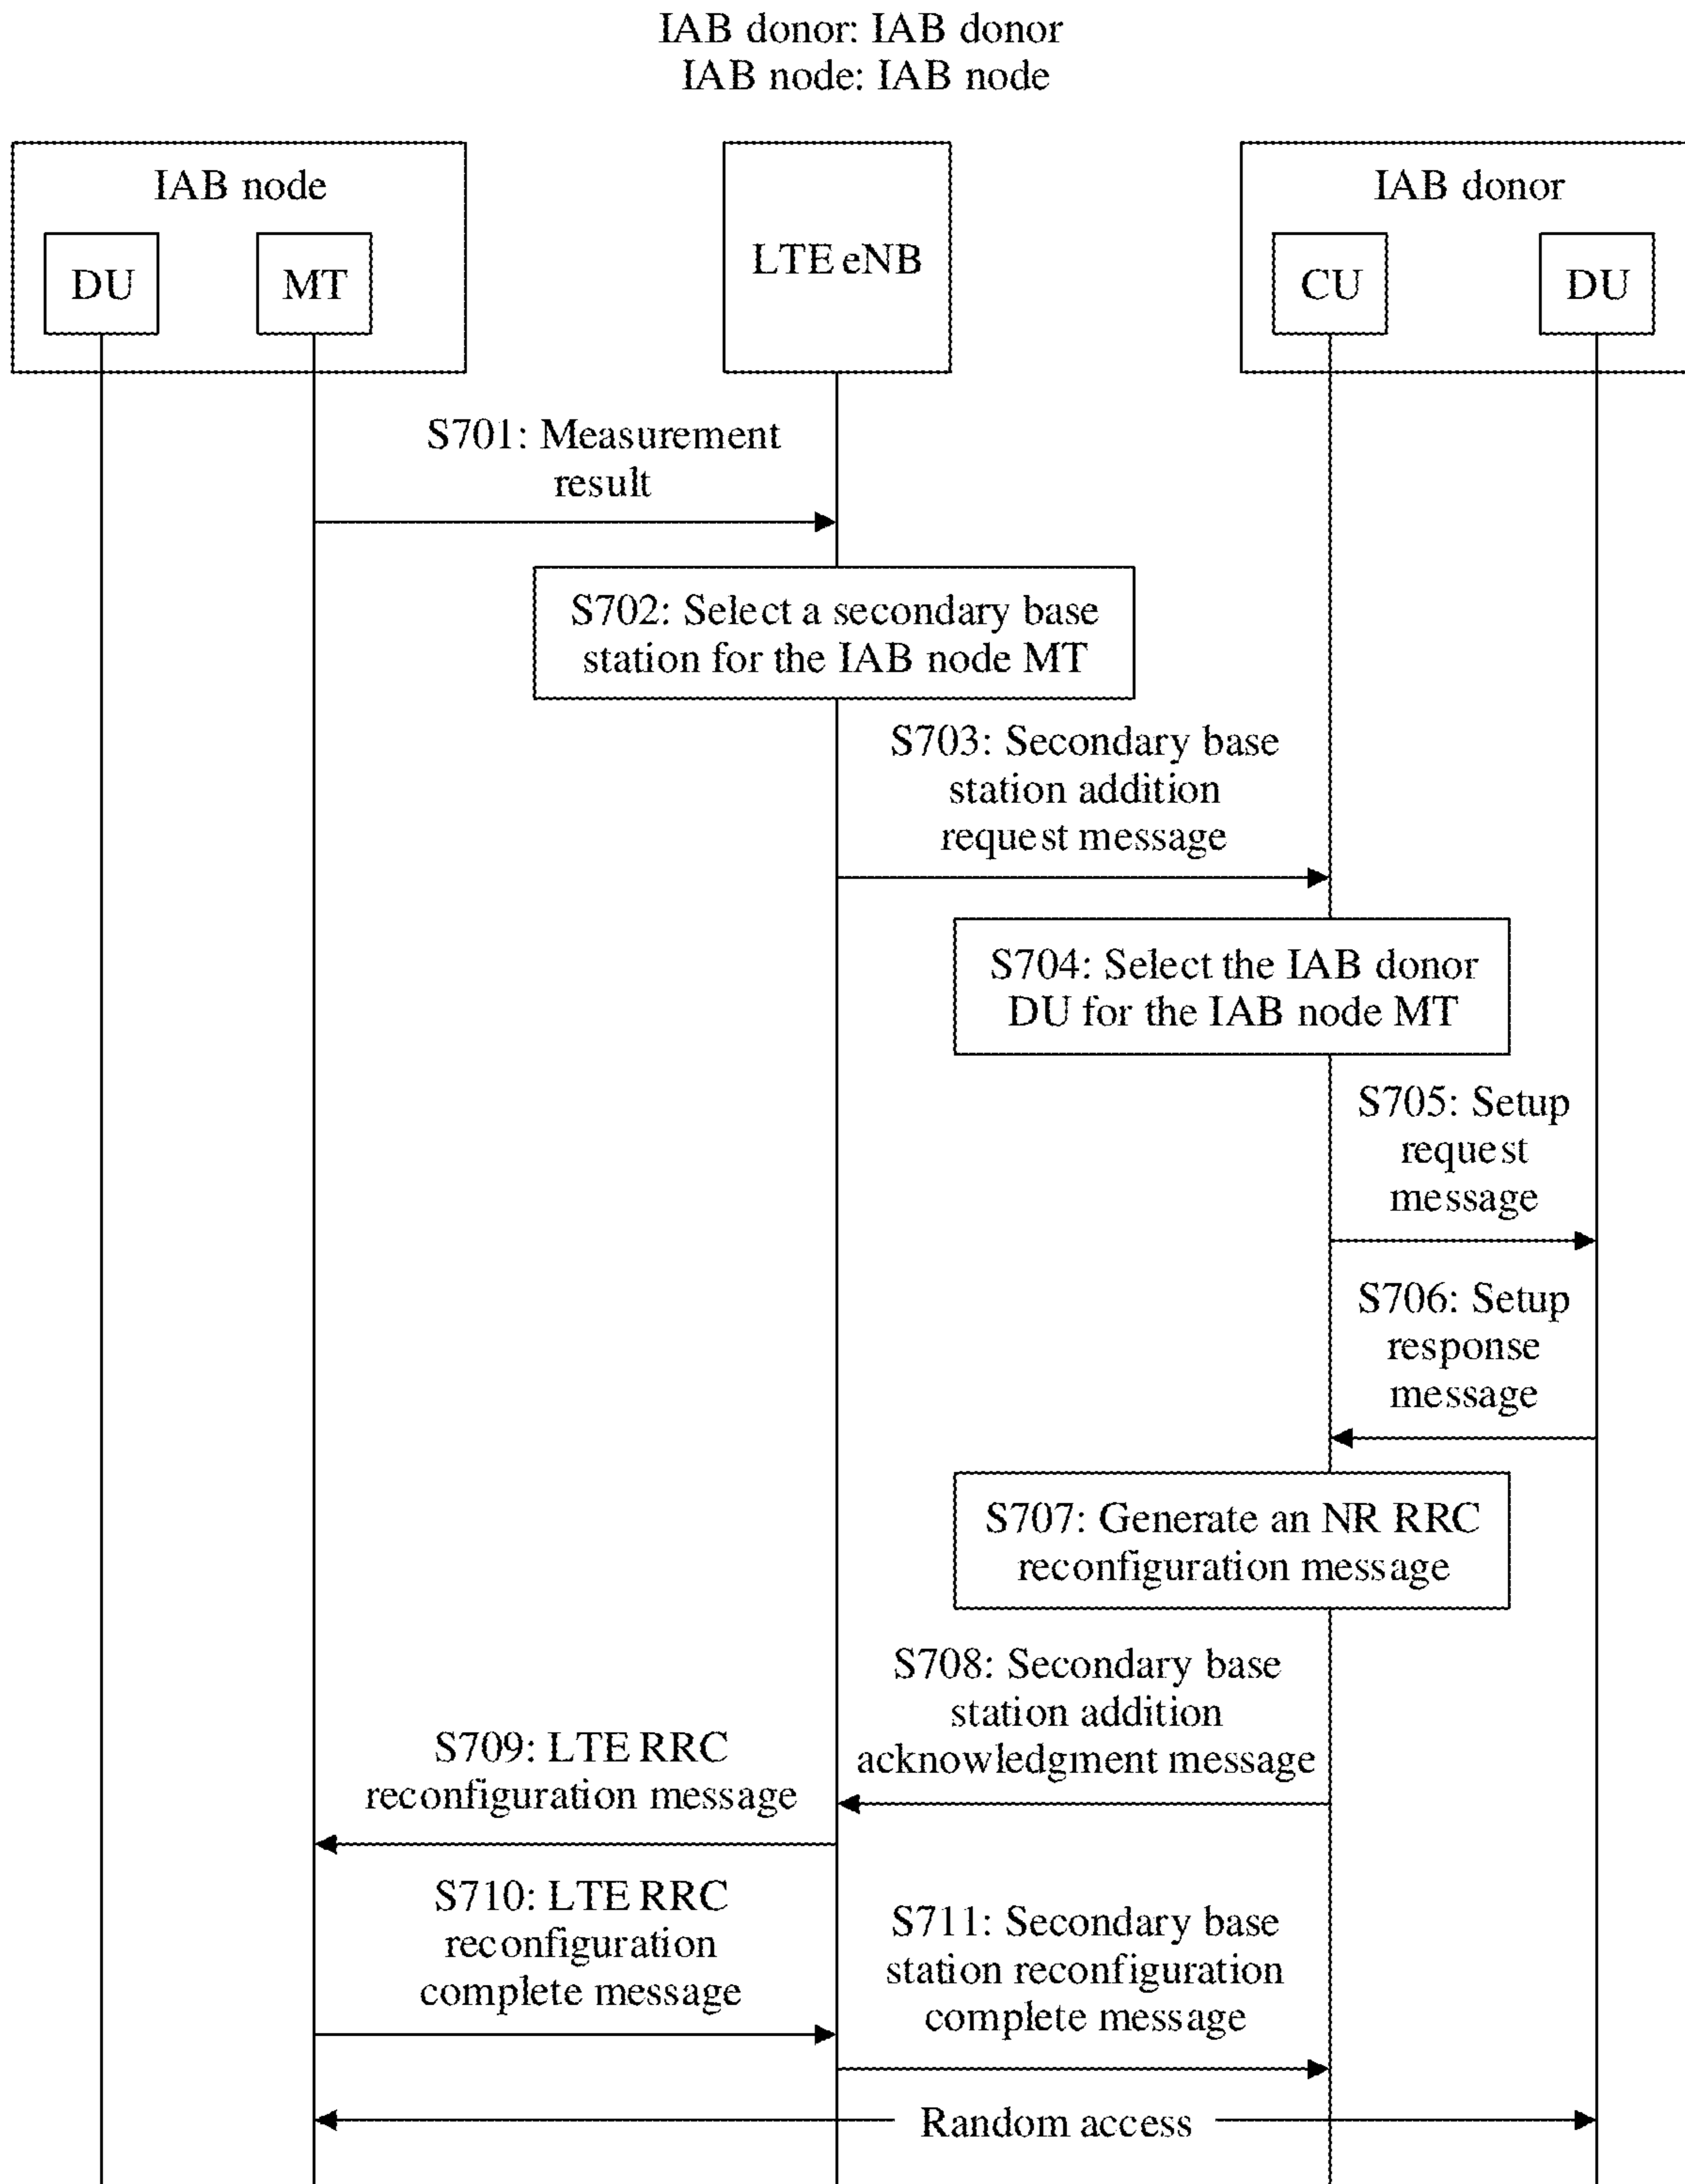 IAB donor: IAB donor
IAB node: IAB node
IAB node
LTE eNB
IAB donor
DU
MT
CU
DU
S701: Measurement
result
S702: Select a secondary base
station for the IAB node MT
S703: Secondary base
station addition
request message
S704: Select the IAB donor
DU for the IAB node MT
S705: Setup
request
message
S706: Setup
response
message
S707: Generate an NR RRC
reconfiguration message
S708: Secondary base
station addition
acknowledgment message
S709: LTE RRC
reconfiguration message
S710: LTE RRC
reconfiguration
complete message
S711: Secondary base
station reconfiguration
complete message
Random access